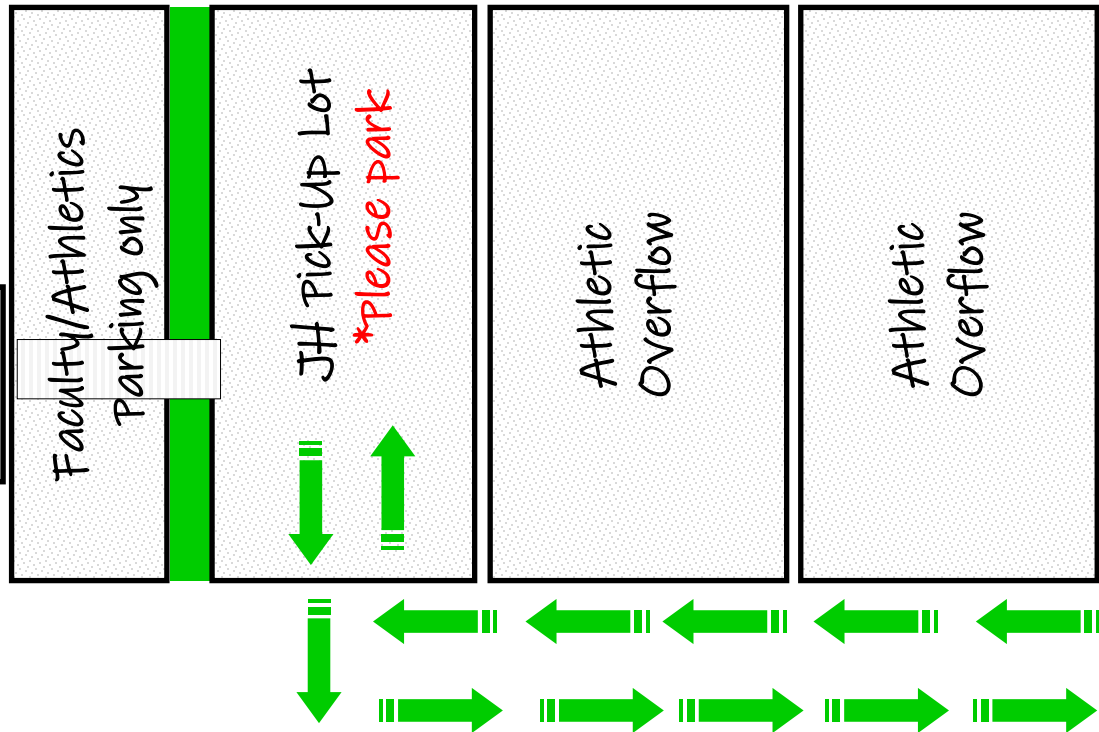 Faculty/Athletics
Parking only
JH Pick-Up Lot
*Please park
Athletic
Overflow
Athletic
Overflow